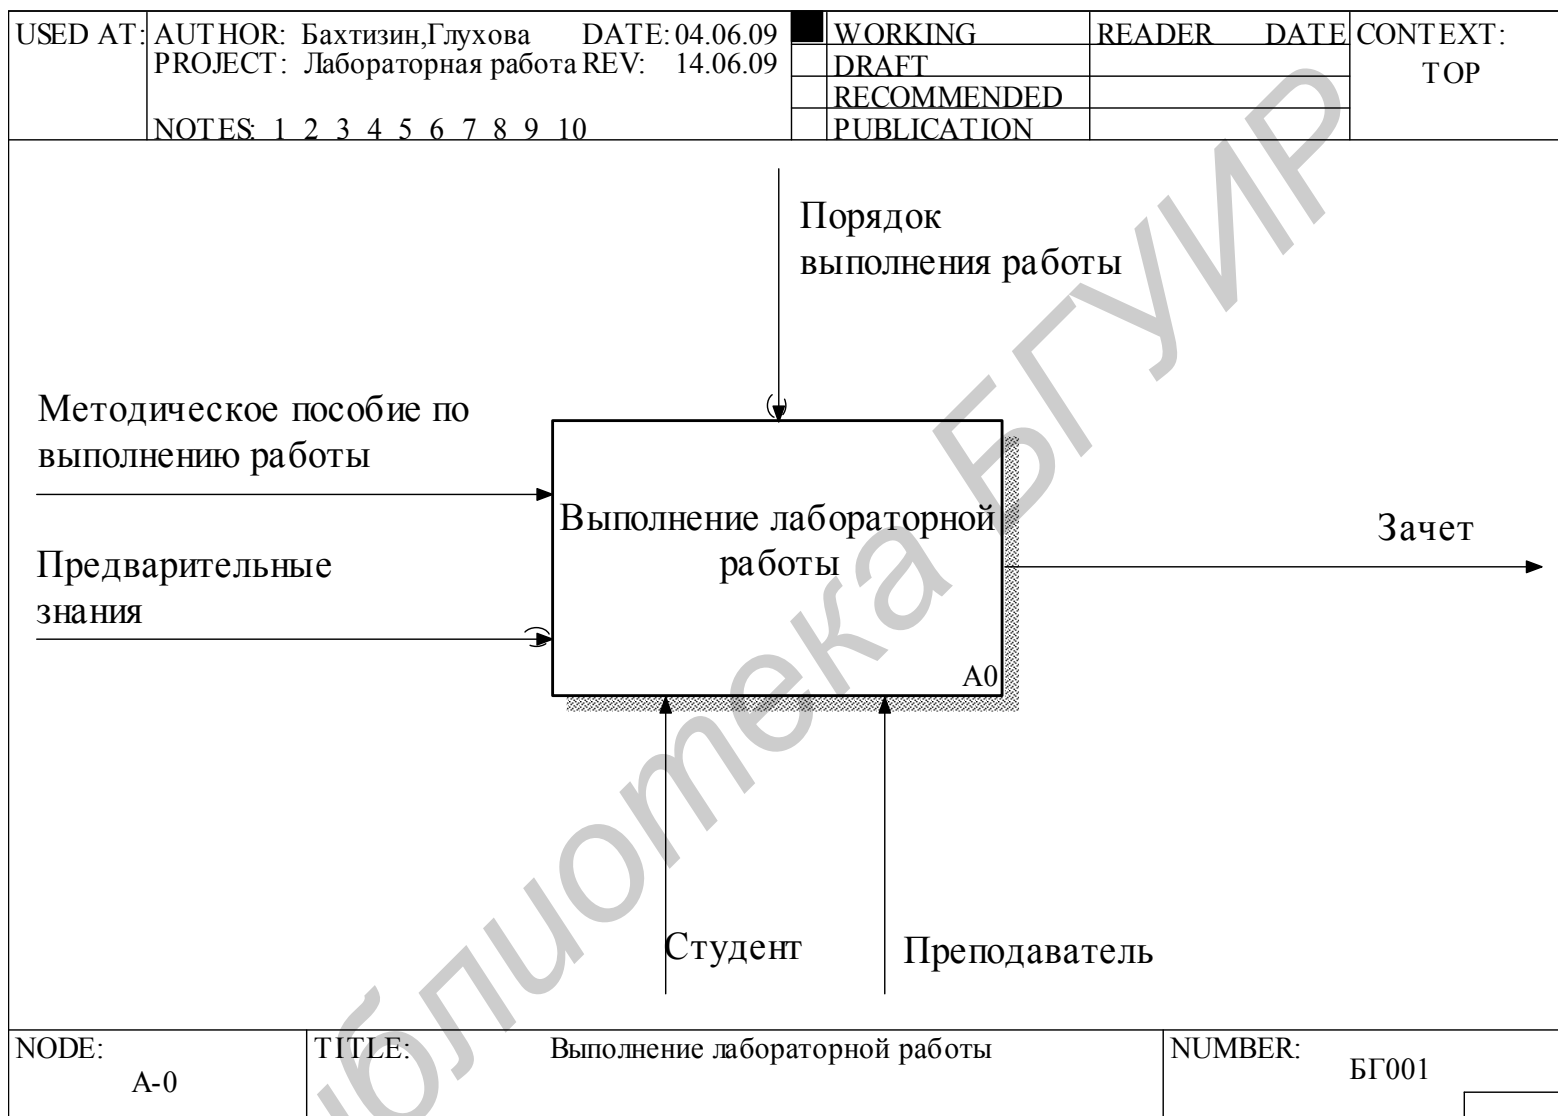 USED AT: AUTHOR: Бахтизин,Глухова DATE: 04.06.09 WORKING READER DATE CONTEXT:
PROJECT: Лабораторная работа REV: 14.06.09 DRAFT TOP
RECOMMENDED
NOTES: 1 2 3 4 5 6 7 8 9 10 PUBLICATION
Порядок
выполнения работы
Методическое пособие по
выполнению работы
Выполнение лабораторной
работы
Зачет
Предварительные
знания
A0
Студент
Преподаватель
NODE: TITLE: Выполнение лабораторной работы NUMBER:
A-0 БГ001
блиотека БГУИР